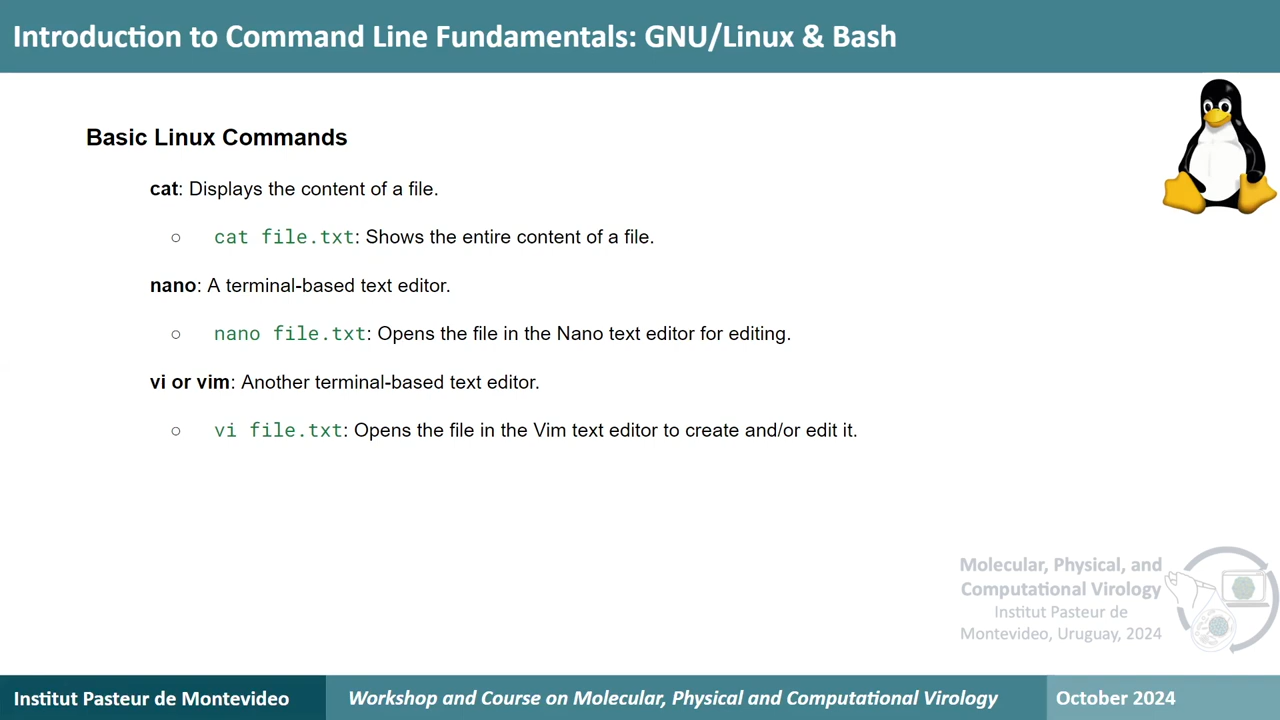 Introduction to Command Line Fundamentals: GNU/Linux & Bash
Basic Linux Commands
cat: Displays the content of a file.
○ cat file.txt: Shows the entire content of a file.
nano: A terminal-based text editor.
○ nano file.txt: Opens the file in the Nano text editor for editing.
vi or vim: Another terminal-based text editor.
○ vi file.txt: Opens the file in the Vim text editor to create and/or edit it.
Molecular, Physical, and
Computational Virology
Institut Pasteur de
Montevideo, Uruguay, 2024
Institut Pasteur de Montevideo
Workshop and Course on Molecular, Physical and Computational Virology
October 2024